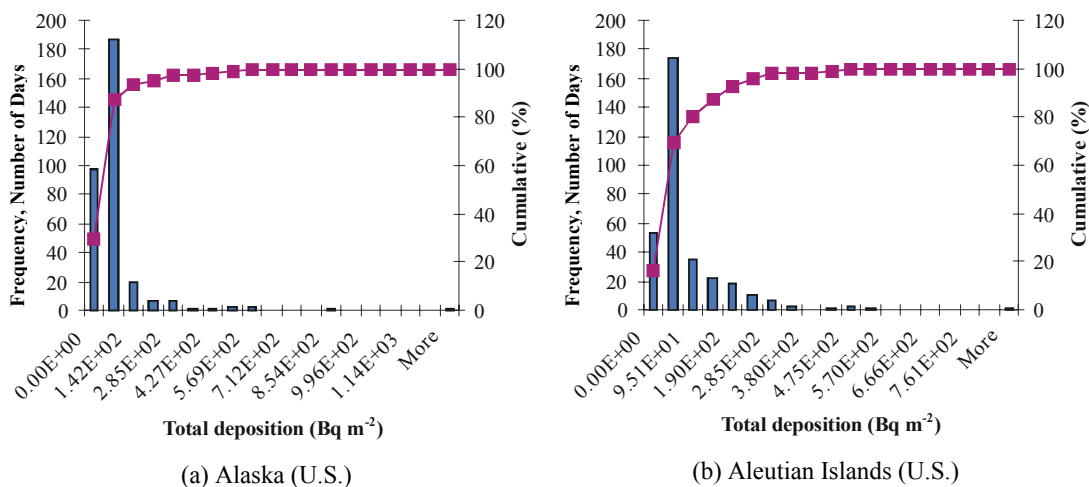 200
180
160
140
120
100
80
60
40
20
0
Frequency, Number of Days
120
100
80
60
40
20
0
Cumulative (%)
0.00E+00
1.42E+02
2.85E+02
4.27E+02
5.69E+02
7.12E+02
8.54E+02
9.96E+02
1.14E+03
More
Total deposition (Bq m-2)
(a) Alaska (U.S.)
200
180
160
140
120
100
80
60
40
20
0
Frequency, Number of Days
120
100
80
60
40
20
0
Cumulative (%)
0.00E+00
9.51E+01
1.90E+02
2.85E+02
3.80E+02
4.75E+02
5.70E+02
6.66E+02
7.61E+02
More
Total deposition (Bq m-2)
(b) Aleutian Islands (U.S.)